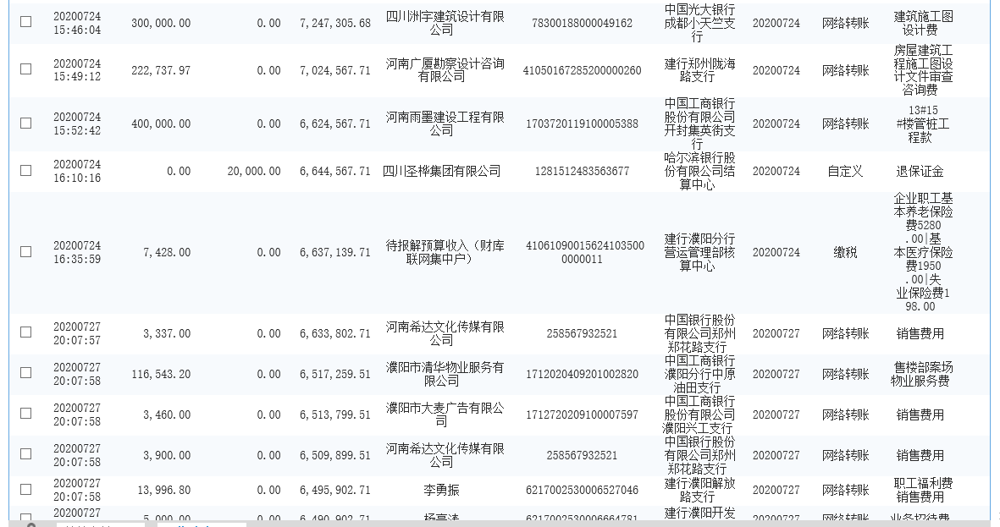 20200724 15:46:04 300,000.00 0.00 7,247,305.68 四川洲宇建筑设计有限公司 78300188000049162 中国光大银行成都小天竺支行 20200724 网络转账 建筑施工图设计费
20200724 15:49:12 222,737.97 0.00 7,024,567.71 河南广厦勘察设计咨询有限公司 41050167285200000260 建行郑州陇海路支行 20200724 网络转账 房屋建筑工程施工图设计文件审查咨询费
20200724 15:52:42 400,000.00 0.00 6,624,567.71 河南雨墨建设工程有限公司 1703720119100005388 中国工商银行股份有限公司开封集英街支行 20200724 网络转账 13#15#楼管桩工程款
20200724 16:10:16 0.00 20,000.00 6,644,567.71 四川圣桦集团有限公司 1281512483563677 哈尔滨银行股份有限公司结算中心 20200724 自定义 退保证金
20200724 16:35:59 7,428.00 0.00 6,637,139.71 待报解预算收入（财库联网集中户） 410610900156241035000000011 建行濮阳分行营运管理部核算中心 20200724 缴税 企业职工基本养老保险费5280.00|基本医疗保险费1950.00|失业保险费198.00
20200727 20:07:57 3,337.00 0.00 6,633,802.71 河南希达文化传媒有限公司 258567932521 中国银行股份有限公司郑州郑花路支行 20200727 网络转账 销售费用
20200727 20:07:58 116,543.20 0.00 6,517,259.51 濮阳市清华物业服务有限公司 1712020409201002820 中国工商银行濮阳分行中原油田支行 20200727 网络转账 售楼部案场物业服务费
20200727 20:07:58 3,460.00 0.00 6,513,799.51 濮阳市大麦广告有限公司 1712720209100007597 中国工商银行股份有限公司濮阳兴工支行 20200727 网络转账 销售费用
20200727 20:07:58 3,900.00 0.00 6,509,899.51 河南希达文化传媒有限公司 258567932521 中国银行股份有限公司郑州郑花路支行 20200727 网络转账 销售费用
20200727 20:07:58 13,996.80 0.00 6,495,902.71 李勇振 6217002530006527046 建行濮阳解放路支行 20200727 网络转账 职工福利费销售费用
20200727 5,000.00 0.00 6,490,902.71 杨亮涛 6217002530006664781 建行濮阳开发 20200727 网络转账 业务招待费